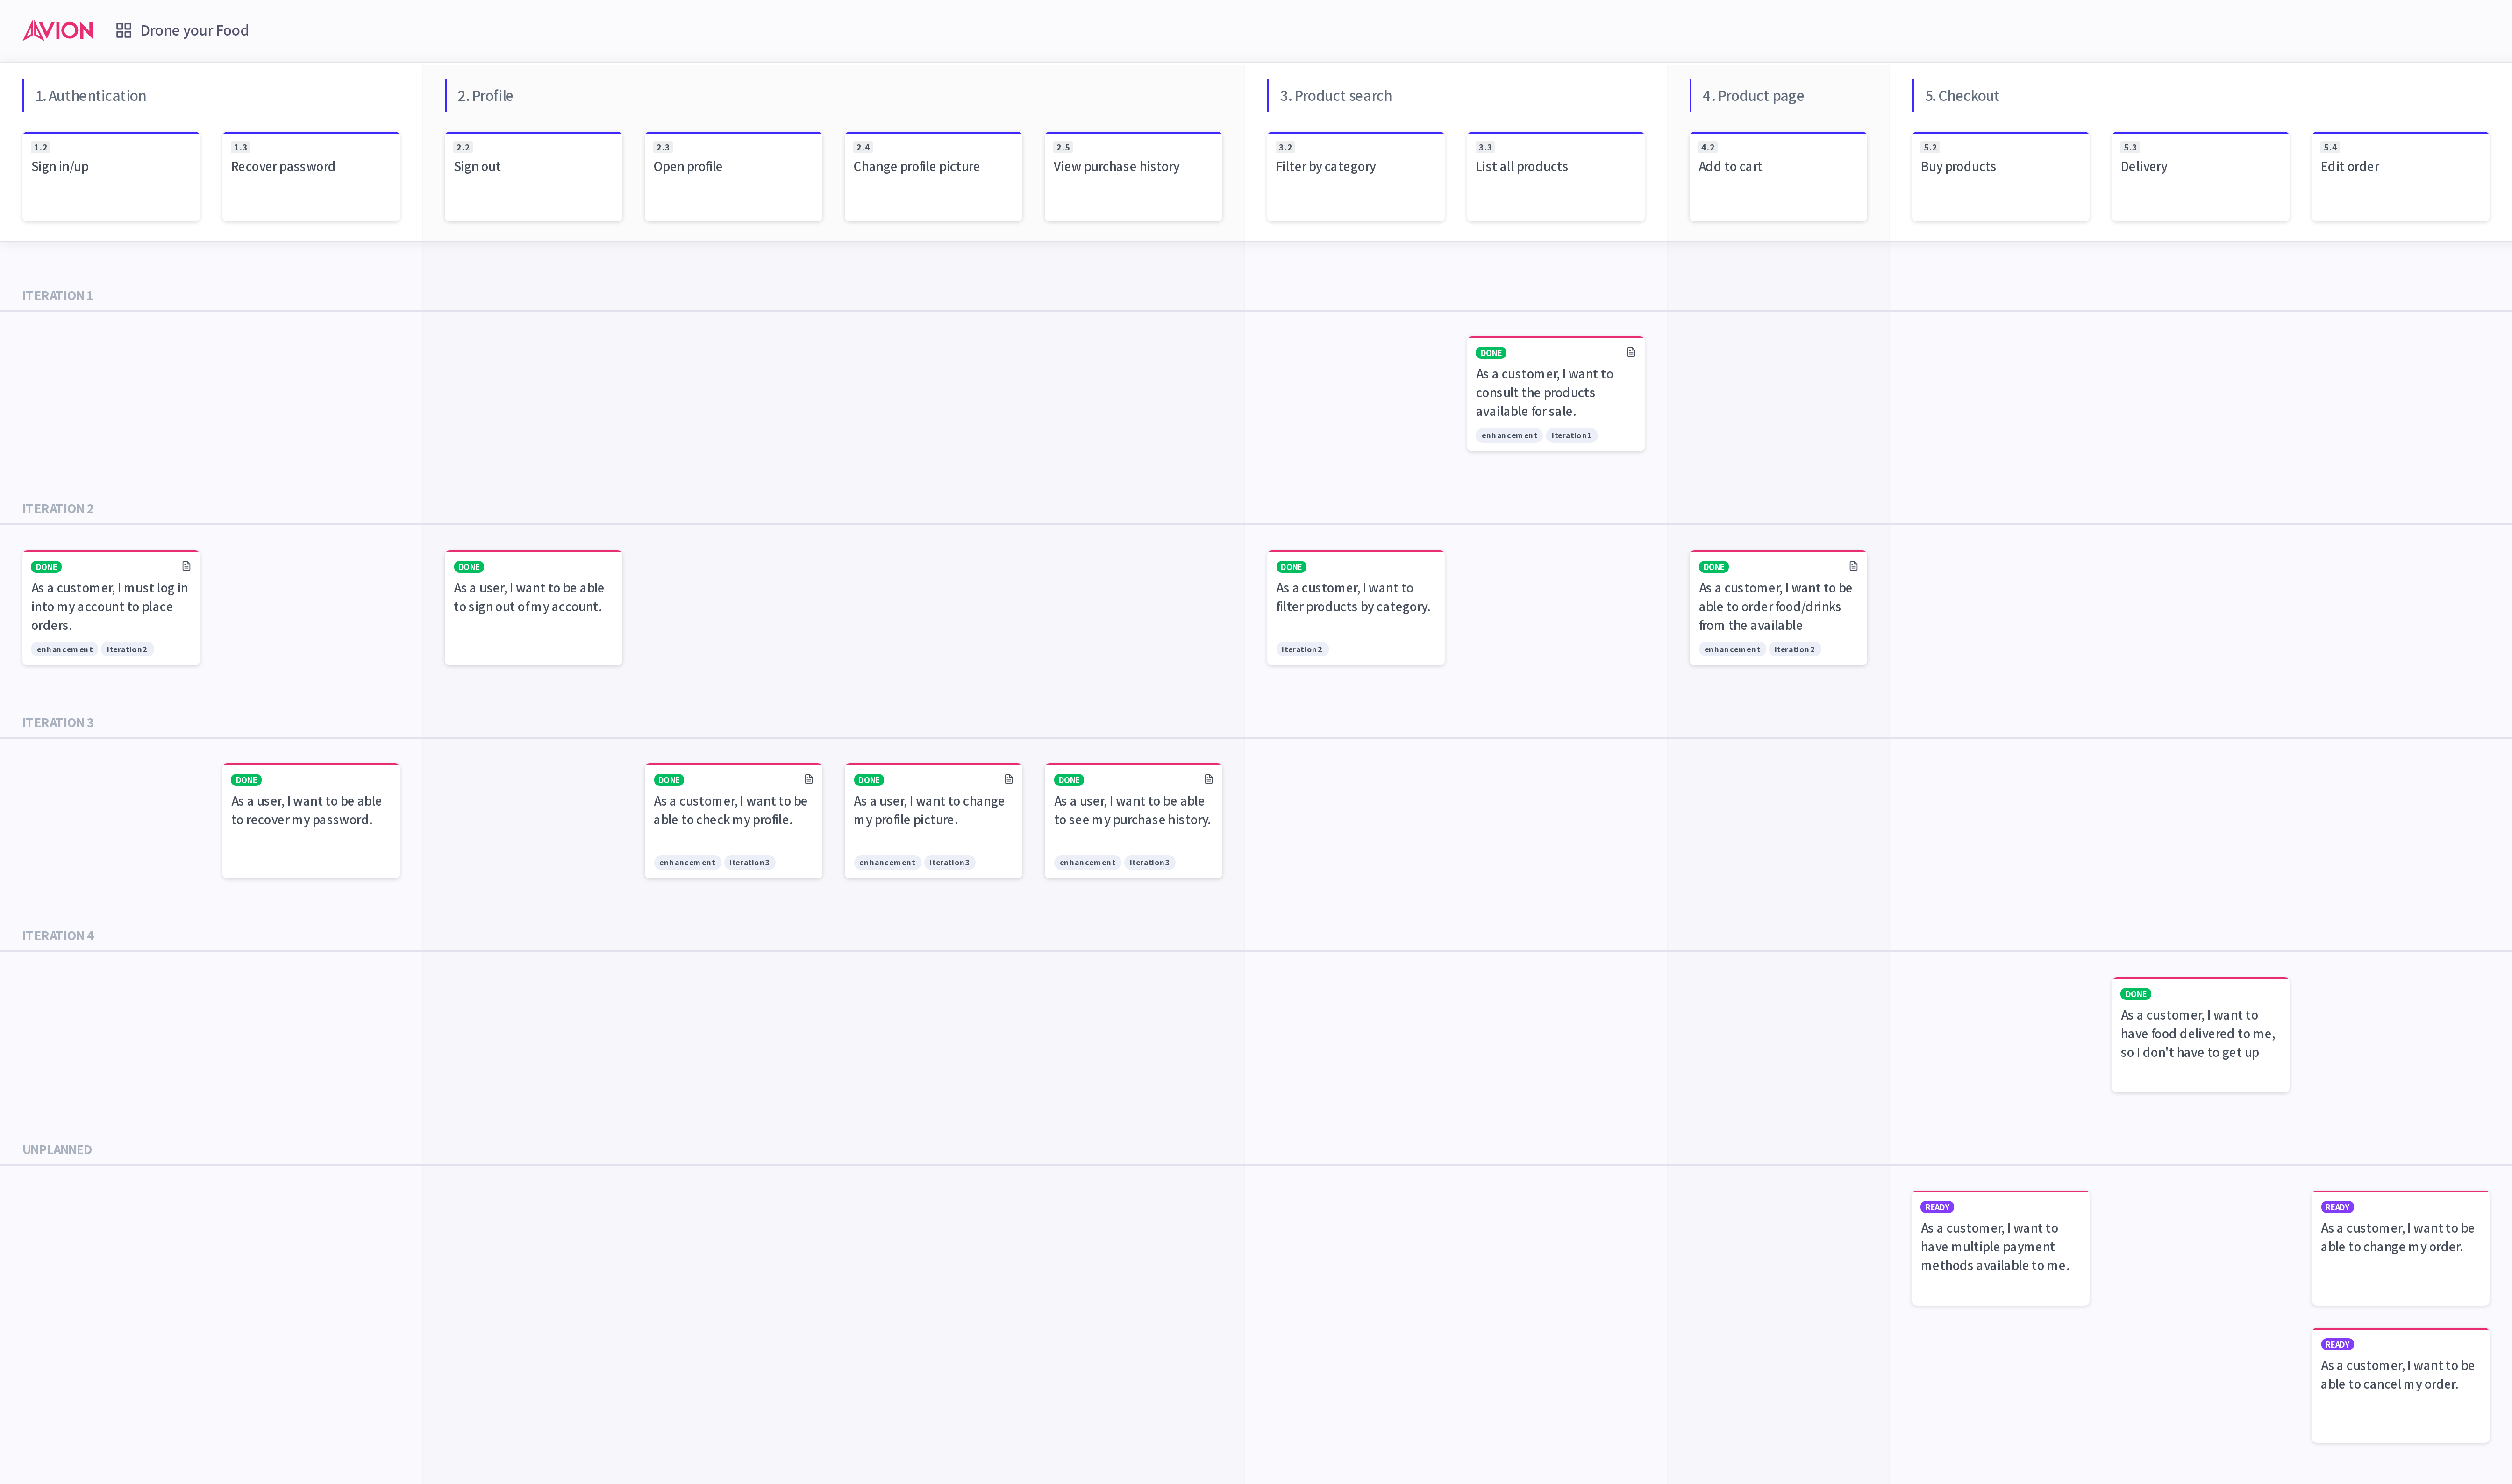 AVION
Drone your Food
1. Authentication
2. Profile
3. Product search
4. Product page
5. Checkout
1.2
Sign in/up
1.3
Recover password
2.2
Sign out
2.3
Open profile
2.4
Change profile picture
2.5
View purchase history
3.2
Filter by category
3.3
List all products
4.2
Add to cart
5.2
Buy products
5.3
Delivery
5.4
Edit order
ITERATION 1
DONE
As a customer, I want to
consult the products
available for sale.
enhancement iteration1
ITERATION 2
DONE
As a customer, I must log in
into my account to place
orders.
enhancement iteration2
DONE
As a user, I want to be able
to sign out of my account.
DONE
As a customer, I want to
filter products by category.
iteration2
DONE
As a customer, I want to be
able to order food/drinks
from the available
enhancement iteration2
ITERATION 3
DONE
As a user, I want to be able
to recover my password.
DONE
As a customer, I want to be
able to check my profile.
enhancement iteration3
DONE
As a user, I want to change
my profile picture.
enhancement iteration3
DONE
As a user, I want to be able
to see my purchase history.
enhancement iteration3
ITERATION 4
DONE
As a customer, I want to
have food delivered to me,
so I don't have to get up
UNPLANNED
READY
As a customer, I want to
have multiple payment
methods available to me.
READY
As a customer, I want to be
able to change my order.
READY
As a customer, I want to be
able to cancel my order.